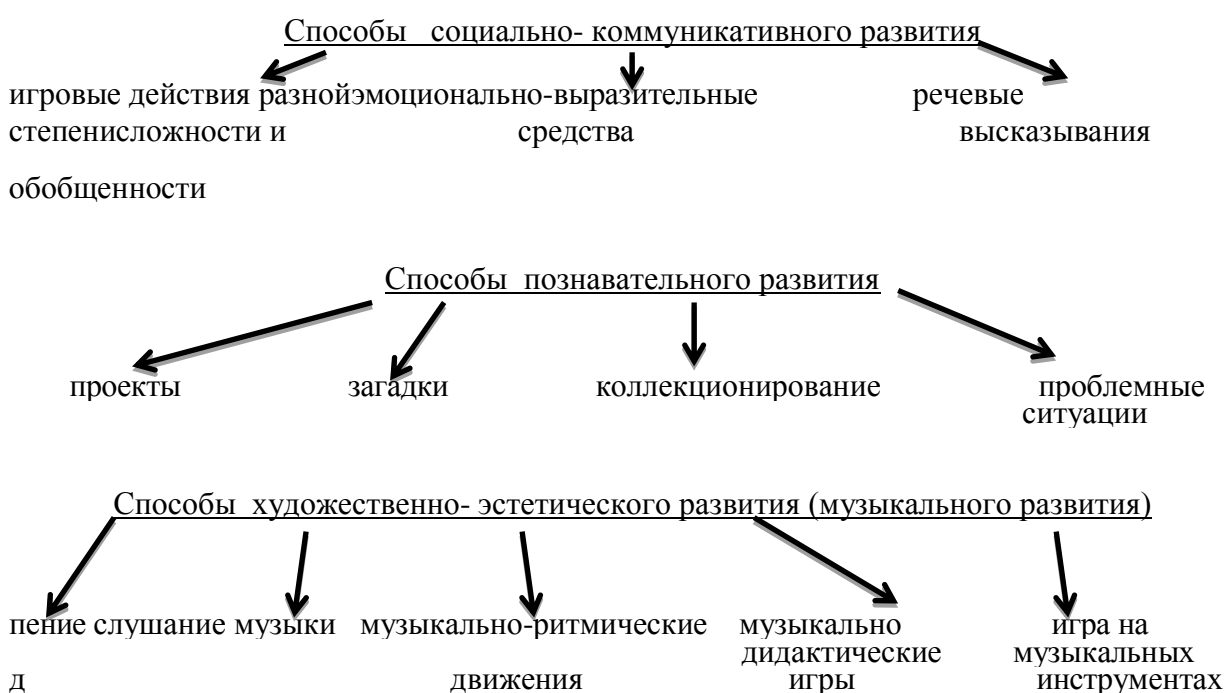 Способы социально- коммуникативного развития
игровые действия разнойэмоционально-выразительные речевые
степенисложности и средства высказывания
обобщенности
Способы познавательного развития
проекты загадки коллекционирование проблемные
ситуации
Способы художественно- эстетического развития (музыкального развития)
пение слушание музыки музыкально-ритмические музыкально игра на
дидактические музыкальных
д движения игры инструментах